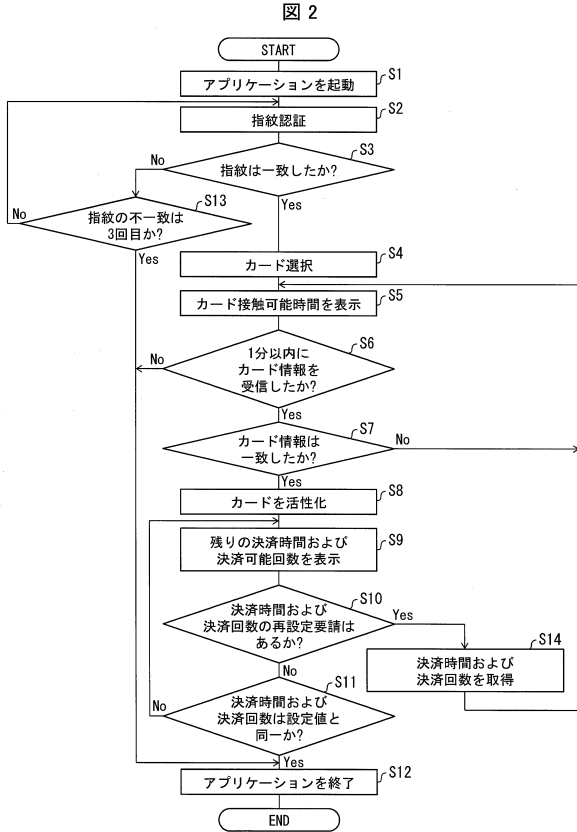 図 2
START
アプリケーションを起動
S1
指紋認証
S2
指紋は一致したか?
S3
No
Yes
指紋の不一致は
3回目か?
S13
No
Yes
カード選択
S4
カード接触可能時間を表示
S5
1分以内に
カード情報を
受信したか?
S6
No
Yes
カード情報は
一致したか?
S7
No
Yes
カードを活性化
S8
残りの決済時間および
決済可能回数を表示
S9
決済時間および
決済回数の再設定要請は
あるか?
S10
Yes
No
決済時間および
決済回数を取得
S14
決済時間および
決済回数は設定値と
同一か?
S11
No
Yes
アプリケーションを終了
S12
END